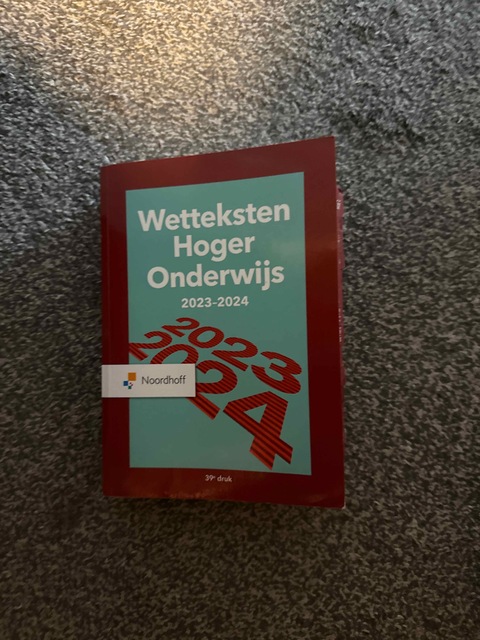 Wetteksten
Hoger
Onderwijs
2023-2024
2023
2024
Noordhoff
39e druk